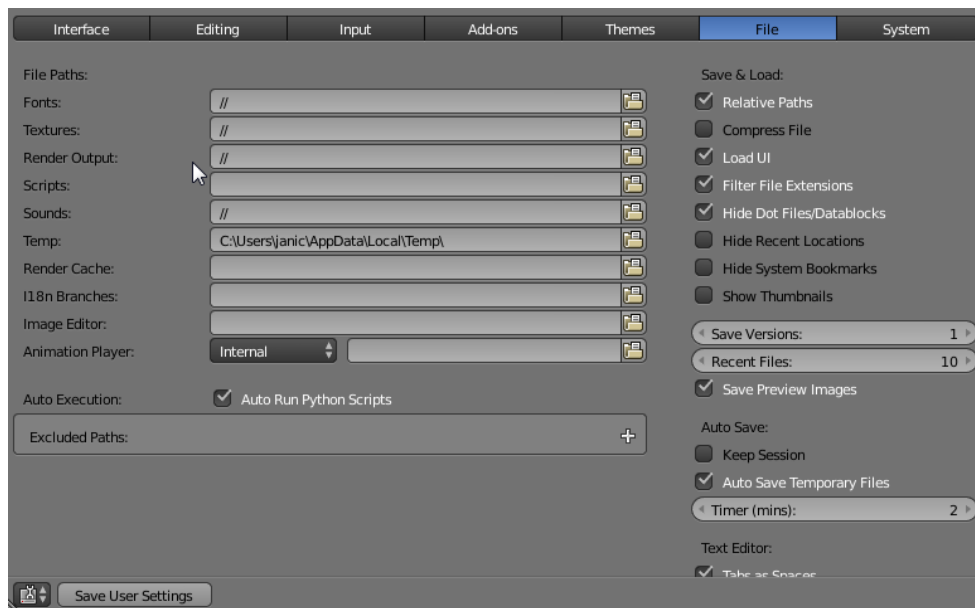 Interface Editing Input Add-ons Themes File System
File Paths:
Fonts: //
Textures: //
Render Output: //
Scripts:
Sounds: //
Temp: C:\Users\janic\AppData\Local\Temp\
Render Cache:
I18n Branches:
Image Editor:
Animation Player: Internal
Auto Execution: Auto Run Python Scripts
Excluded Paths:
Save & Load:
Relative Paths
Compress File
Load UI
Filter File Extensions
Hide Dot Files/Datablocks
Hide Recent Locations
Hide System Bookmarks
Show Thumbnails
Save Versions: 1
Recent Files: 10
Save Preview Images
Auto Save:
Keep Session
Auto Save Temporary Files
Timer (mins): 2
Text Editor:
Tabs as Spaces
Save User Settings